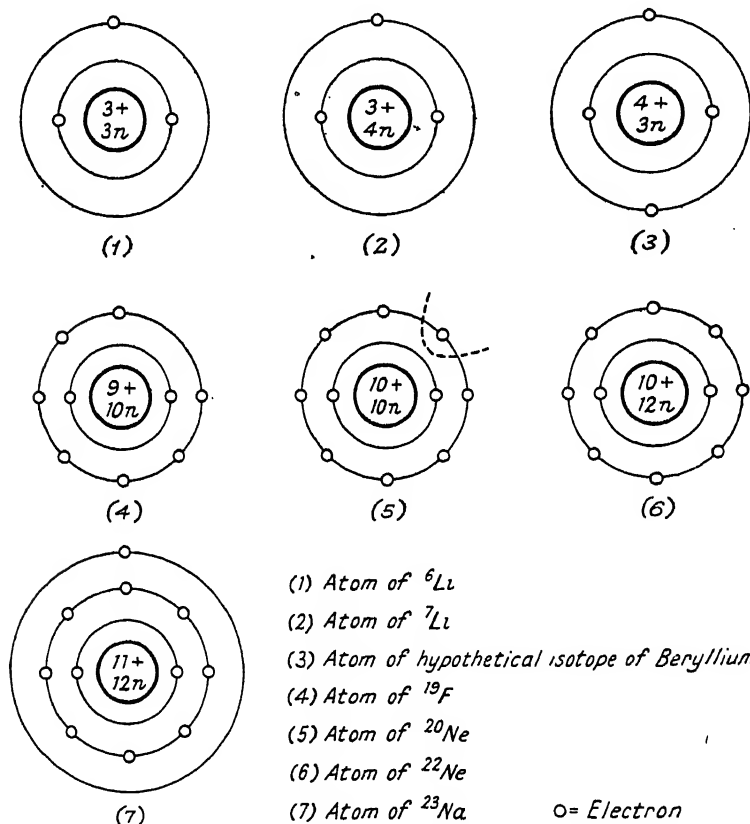 3+ 3+ 4+
3n 4n 3n
(1) (2) (3)
9+ 10+ 10+
10n 10n 12n
(4) (5) (6)
11+
12n
(7)
(1) Atom of ⁶Li
(2) Atom of ⁷Li
(3) Atom of hypothetical isotope of Beryllium
(4) Atom of ¹⁹F
(5) Atom of ²⁰Ne
(6) Atom of ²²Ne
(7) Atom of ²³Na O= Electron